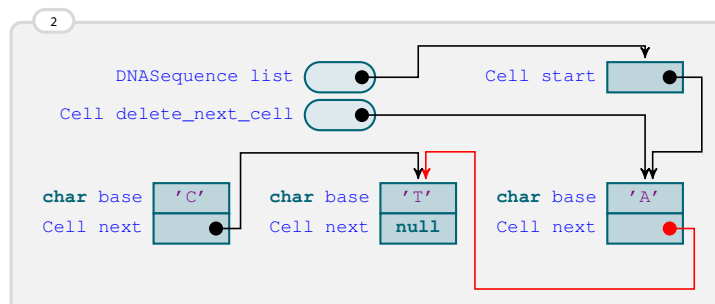 2
DNASequence list
Cell start
Cell delete_next_cell
char base 'C'
Cell next
char base 'T'
Cell next null
char base 'A'
Cell next